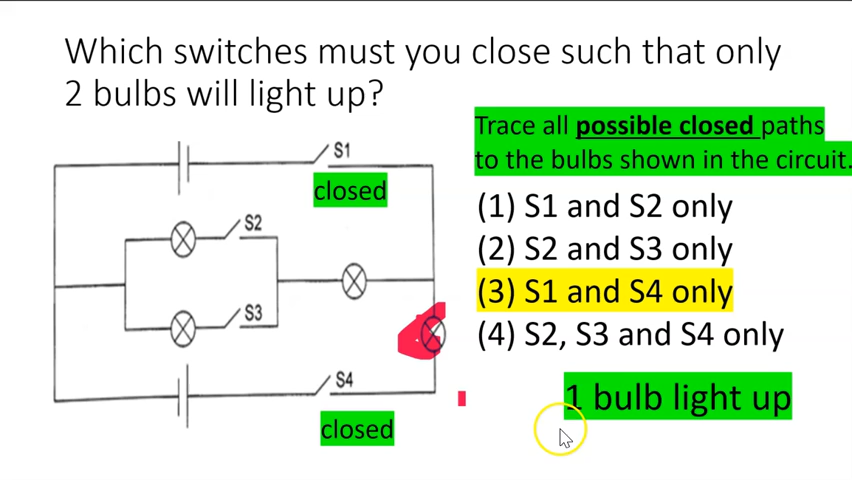 Which switches must you close such that only
2 bulbs will light up?
Trace all possible closed paths
to the bulbs shown in the circuit.
S1
closed
(1) S1 and S2 only
S2
(2) S2 and S3 only
(3) S1 and S4 only
S3
(4) S2, S3 and S4 only
S4
closed
1 bulb light up